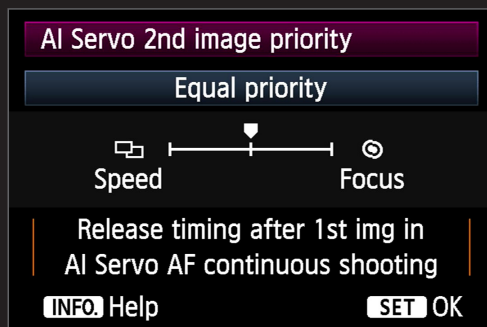 AI Servo 2nd image priority
Equal priority
Speed Focus
Release timing after 1st img in
AI Servo AF continuous shooting
INFO. Help SET OK